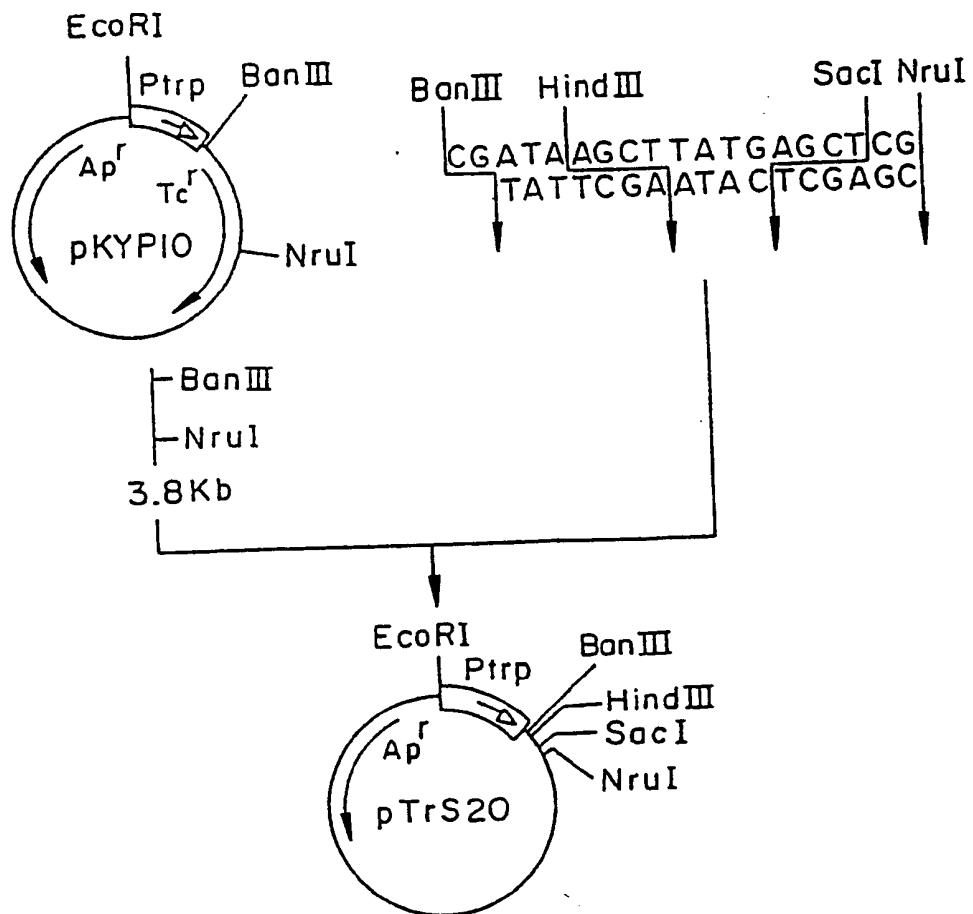 EcoRI
Ptrp
BanIII
Ap^r
Tc^r
pKYP10
NruI
BanIII HindIII SacI NruI
CGATAAGCTTATGAGCTCG
TATTCGAATACTCGAGC
BanIII
NruI
3.8Kb
EcoRI
Ptrp
BanIII
HindIII
SacI
NruI
Ap^r
pTrS20